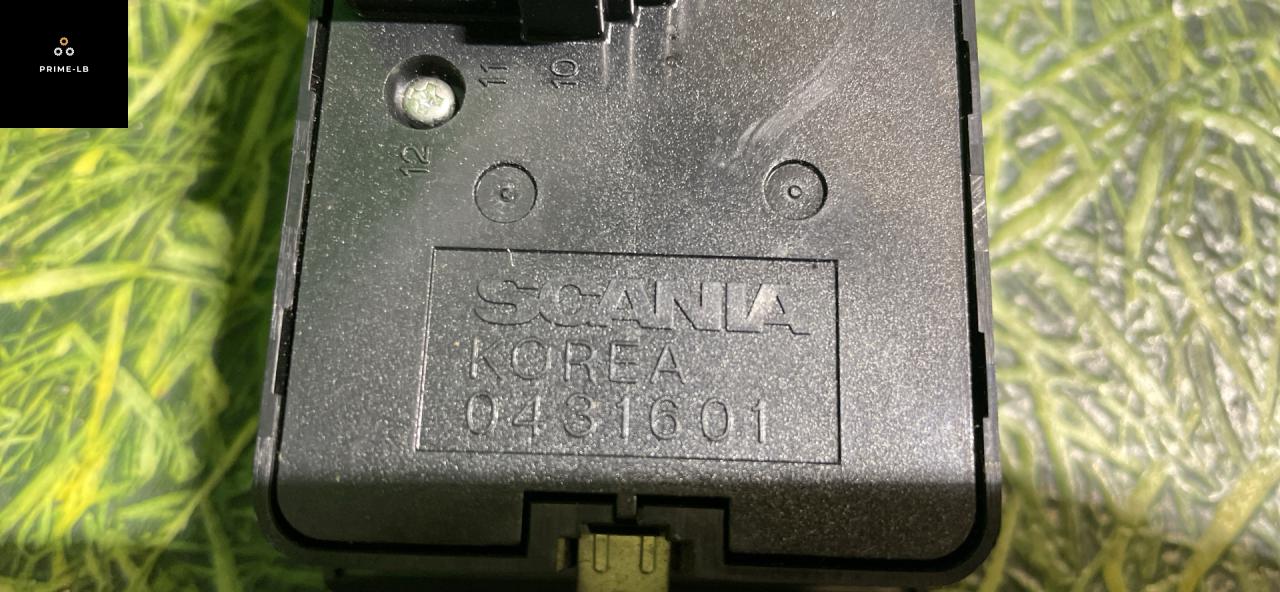 PRIME-LB
11
10
12
SCANIA
KOREA
0431601